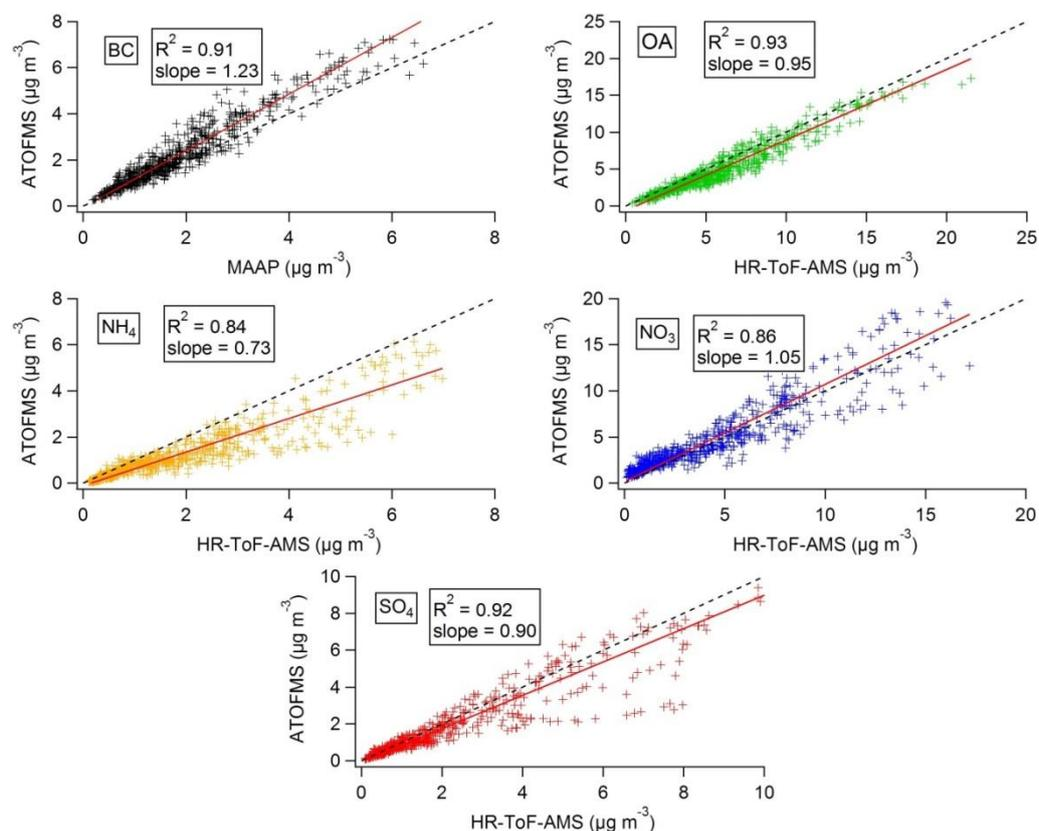 BC
R² = 0.91
slope = 1.23
ATOFMS (µg m⁻³)
8
6
4
2
0
0 2 4 6 8
MAAP (µg m⁻³)
OA
R² = 0.93
slope = 0.95
ATOFMS (µg m⁻³)
25
20
15
10
5
0
0 5 10 15 20 25
HR-ToF-AMS (µg m⁻³)
NH₄
R² = 0.84
slope = 0.73
ATOFMS (µg m⁻³)
8
6
4
2
0
0 2 4 6 8
HR-ToF-AMS (µg m⁻³)
NO₃
R² = 0.86
slope = 1.05
ATOFMS (µg m⁻³)
20
15
10
5
0
0 5 10 15 20
HR-ToF-AMS (µg m⁻³)
SO₄
R² = 0.92
slope = 0.90
ATOFMS (µg m⁻³)
10
8
6
4
2
0
0 2 4 6 8 10
HR-ToF-AMS (µg m⁻³)